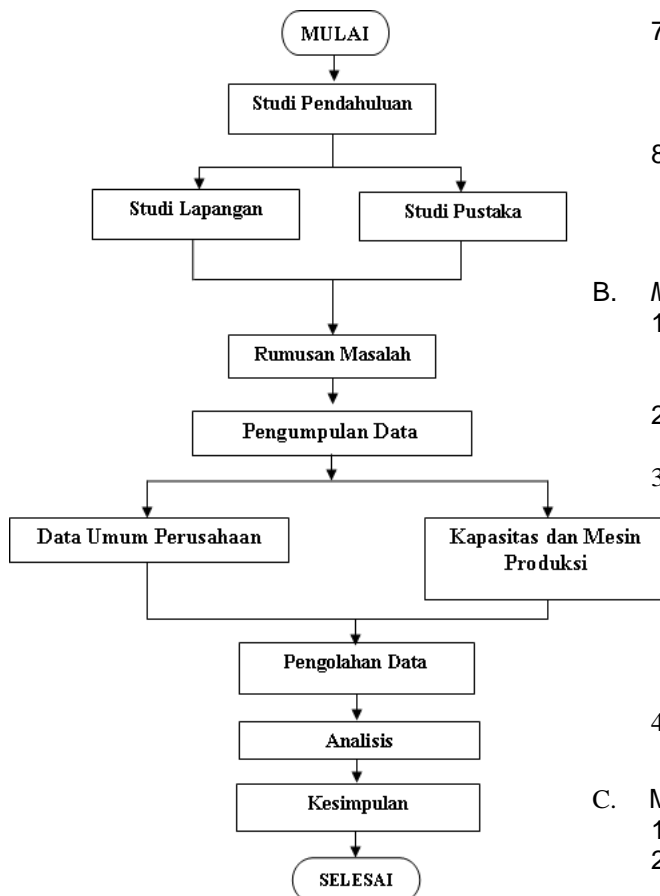 MULAI
Studi Pendahuluan
Studi Lapangan
Studi Pustaka
Rumusan Masalah
Pengumpulan Data
Data Umum Perusahaan
Kapasitas dan Mesin
Produksi
Pengolahan Data
Analisis
Kesimpulan
SELESAI
7
8
B. M
1
2
3
4
C. M
1
2